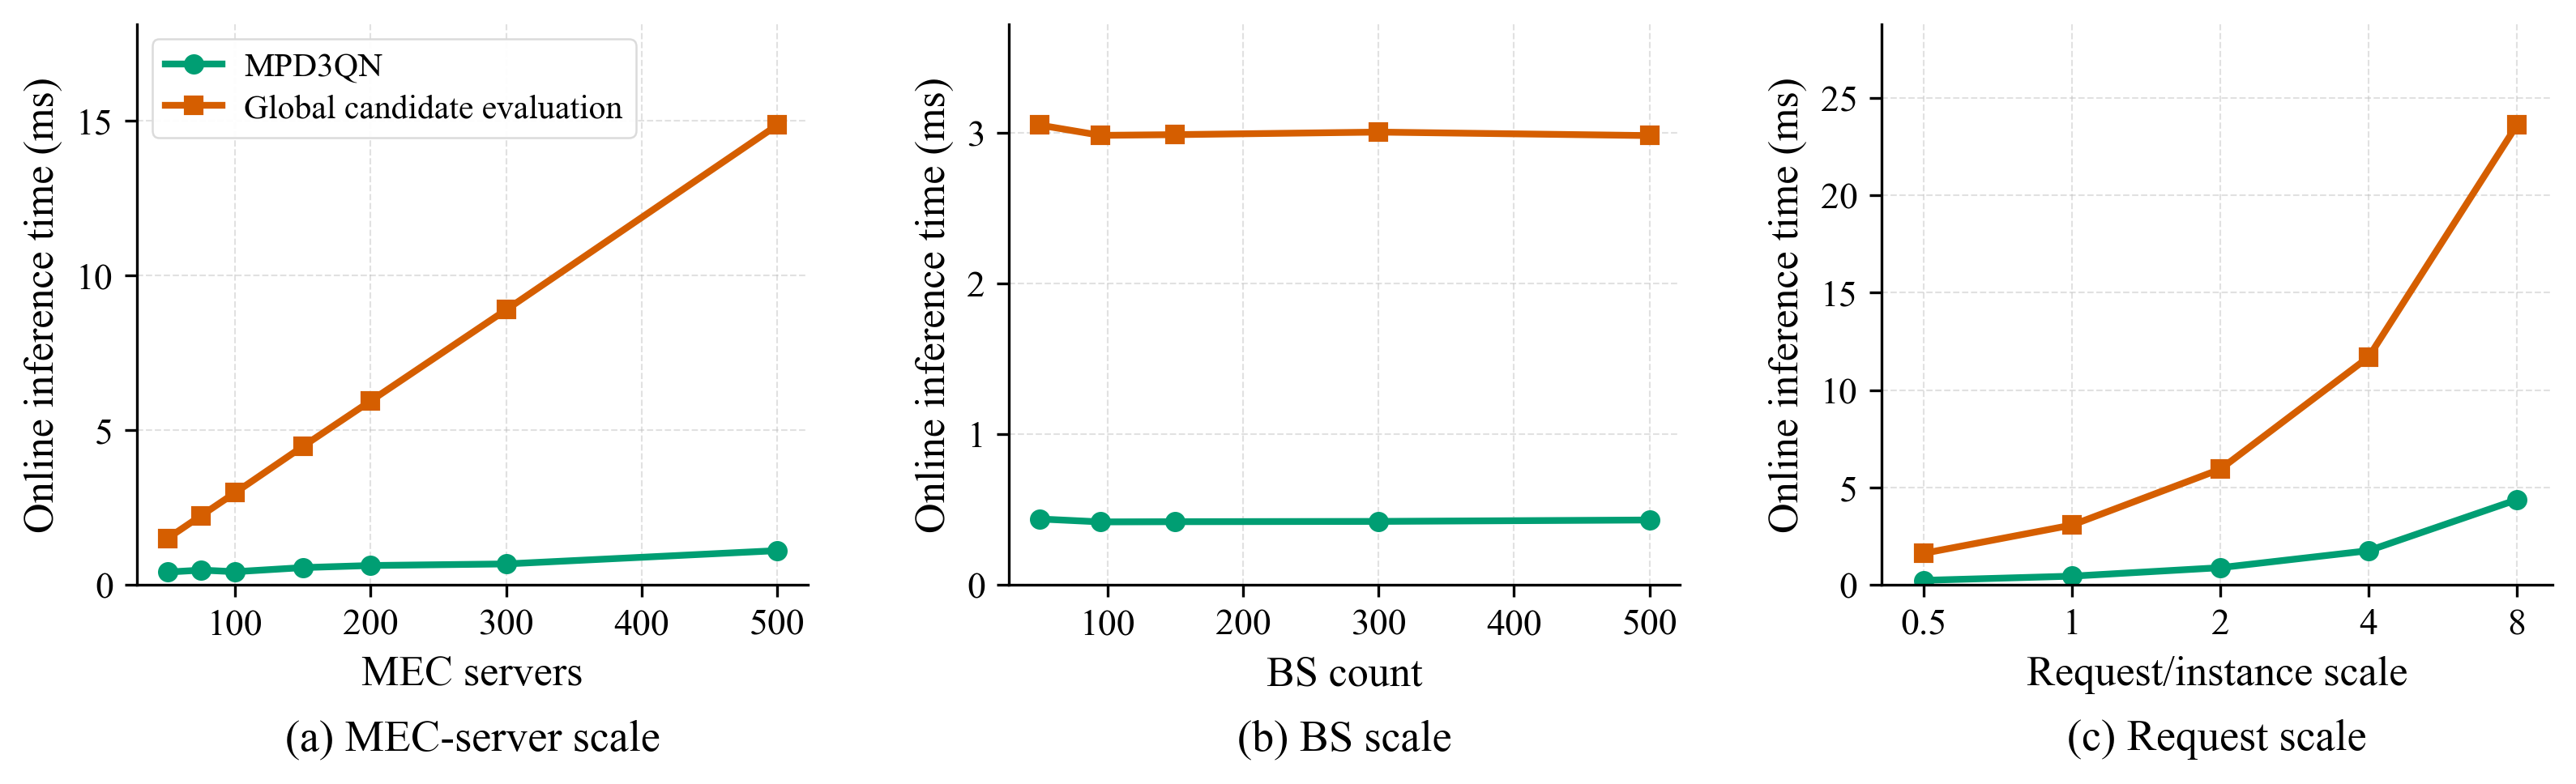 MPD3QN
Global candidate evaluation
Online inference time (ms)
15
10
5
0
100 200 300 400 500
MEC servers
(a) MEC-server scale
Online inference time (ms)
3
2
1
0
100 200 300 400 500
BS count
(b) BS scale
Online inference time (ms)
25
20
15
10
5
0
0.5 1 2 4 8
Request/instance scale
(c) Request scale